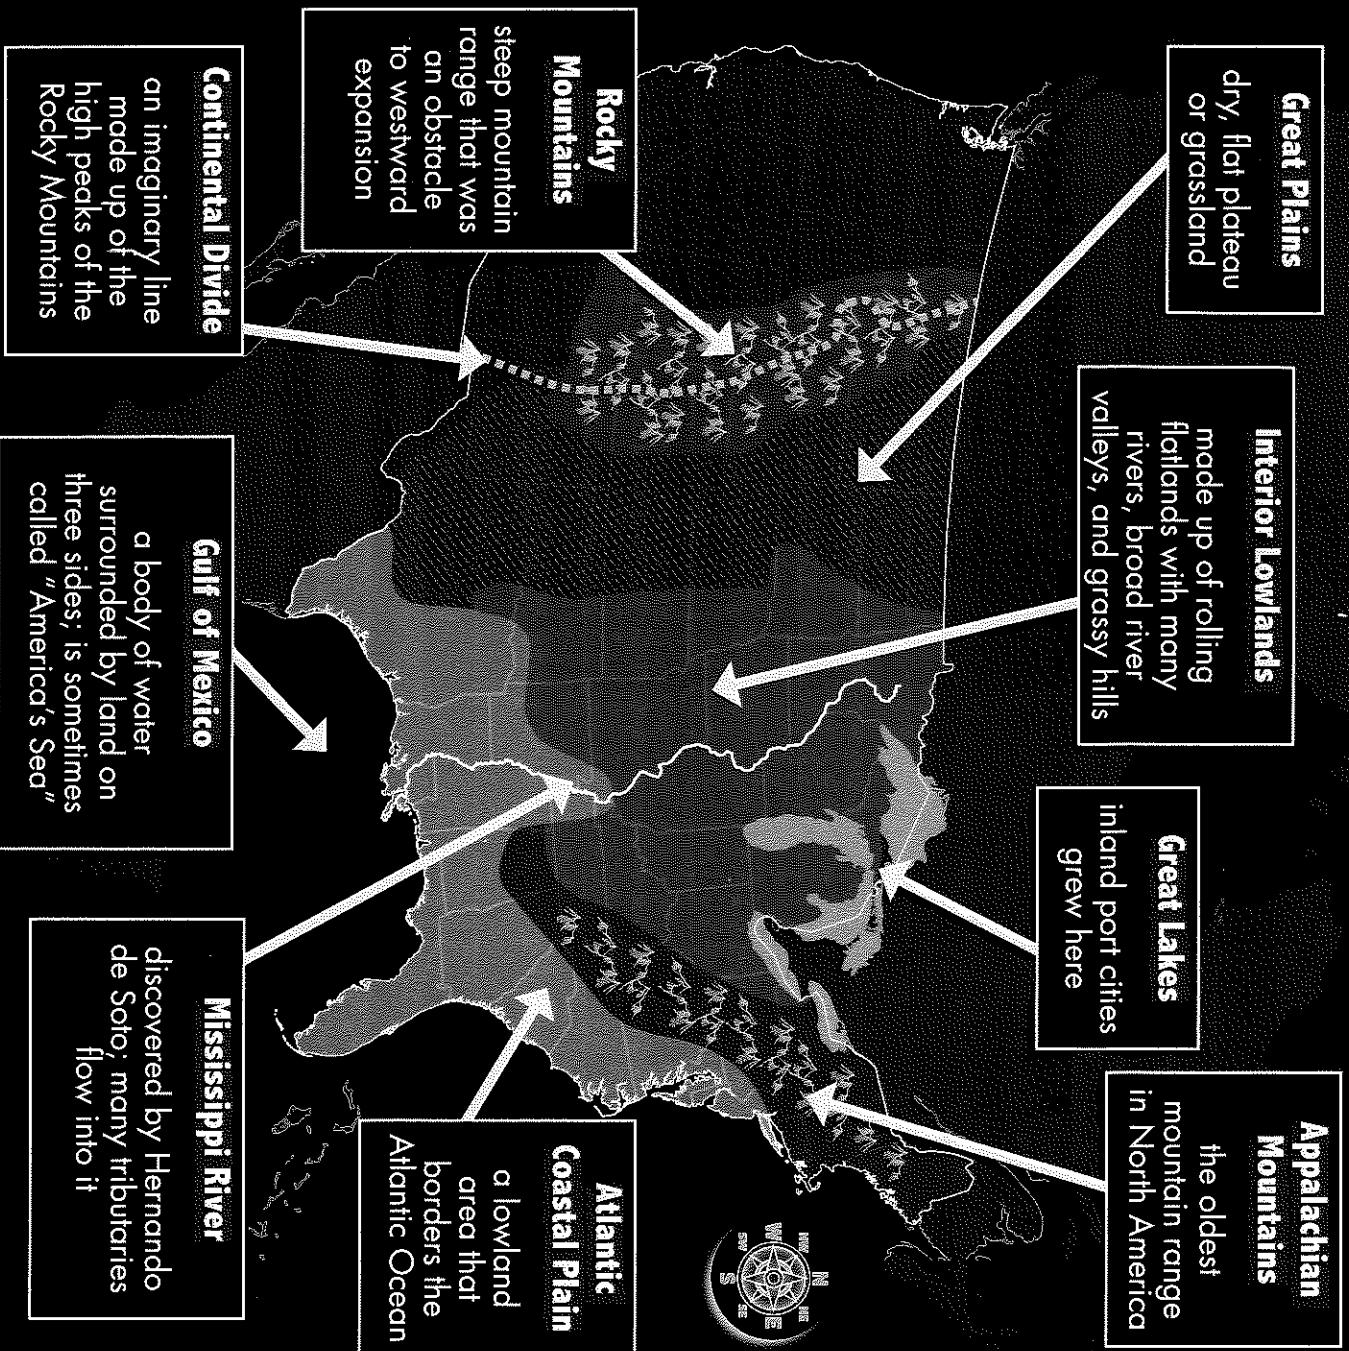 Great Plains
dry, flat plateau
or grassland
Interior Lowlands
made up of rolling
flatlands with many
rivers, broad river
valleys, and grassy hills
Great Lakes
inland port cities
grew here
Appalachian
Mountains
the oldest
mountain range
in North America
Rocky
Mountains
steep mountain
range that was
an obstacle
to westward
expansion
Atlantic
Coastal Plain
a lowland
area that
borders the
Atlantic Ocean
Continental Divide
an imaginary line
made up of the
high peaks of the
Rocky Mountains
Gulf of Mexico
a body of water
surrounded by land on
three sides; is sometimes
called "America's Sea"
Mississippi River
discovered by Hernando
de Soto; many tributaries
flow into it
N
NE
E
SE
S
SW
W
NW